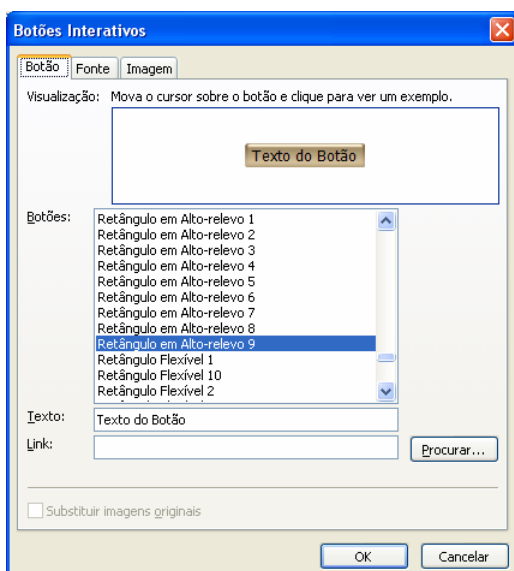 Botões Interativos
Botão Fonte Imagem
Visualização: Mova o cursor sobre o botão e clique para ver um exemplo.
Texto do Botão
Botões:
Retângulo em Alto-relevo 1
Retângulo em Alto-relevo 2
Retângulo em Alto-relevo 3
Retângulo em Alto-relevo 4
Retângulo em Alto-relevo 5
Retângulo em Alto-relevo 6
Retângulo em Alto-relevo 7
Retângulo em Alto-relevo 8
Retângulo em Alto-relevo 9
Retângulo Flexível 1
Retângulo Flexível 10
Retângulo Flexível 2
Texto: Texto do Botão
Link: Procurar...
Substituir imagens originais
OK Cancelar